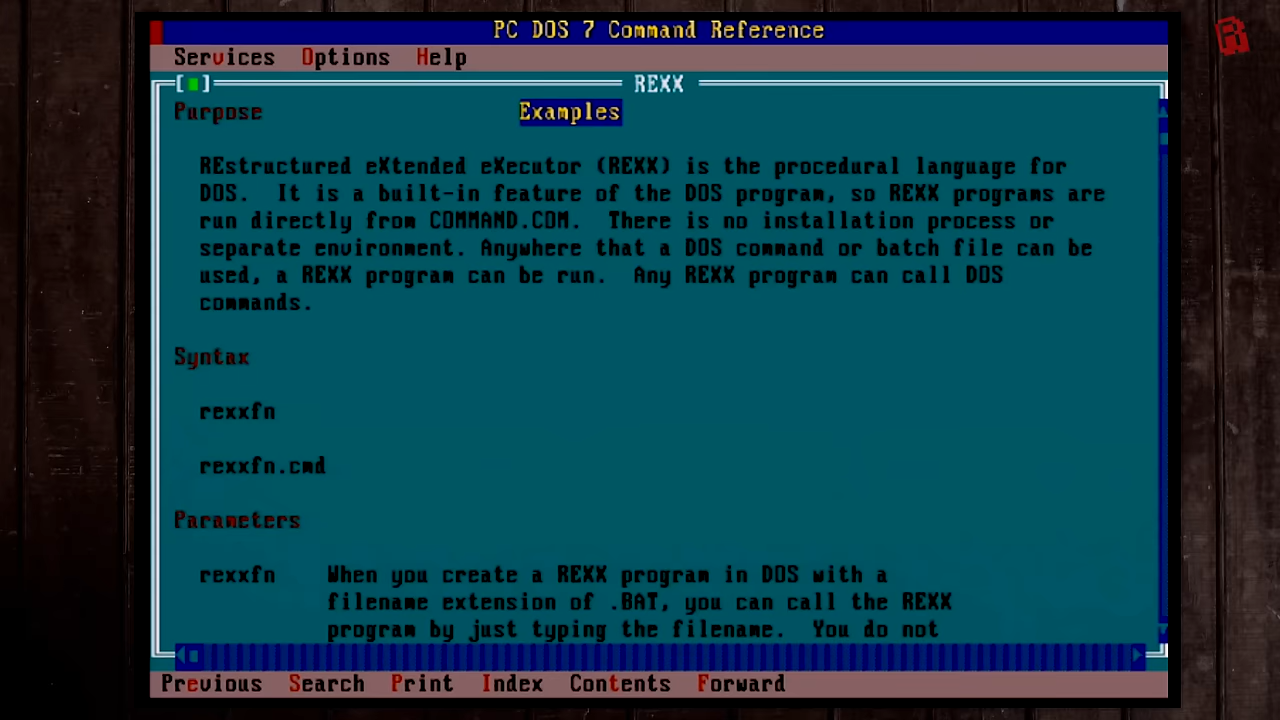 PC DOS 7 Command Reference
Services Options Help
REXX
Purpose Examples
REstructured eXtended eXecutor (REXX) is the procedural language for
DOS. It is a built-in feature of the DOS program, so REXX programs are
run directly from COMMAND.COM. There is no installation process or
separate environment. Anywhere that a DOS command or batch file can be
used, a REXX program can be run. Any REXX program can call DOS
commands.
Syntax
rexxfn
rexxfn.cmd
Parameters
rexxfn When you create a REXX program in DOS with a
filename extension of .BAT, you can call the REXX
program by just typing the filename. You do not
Previous Search Print Index Contents Forward